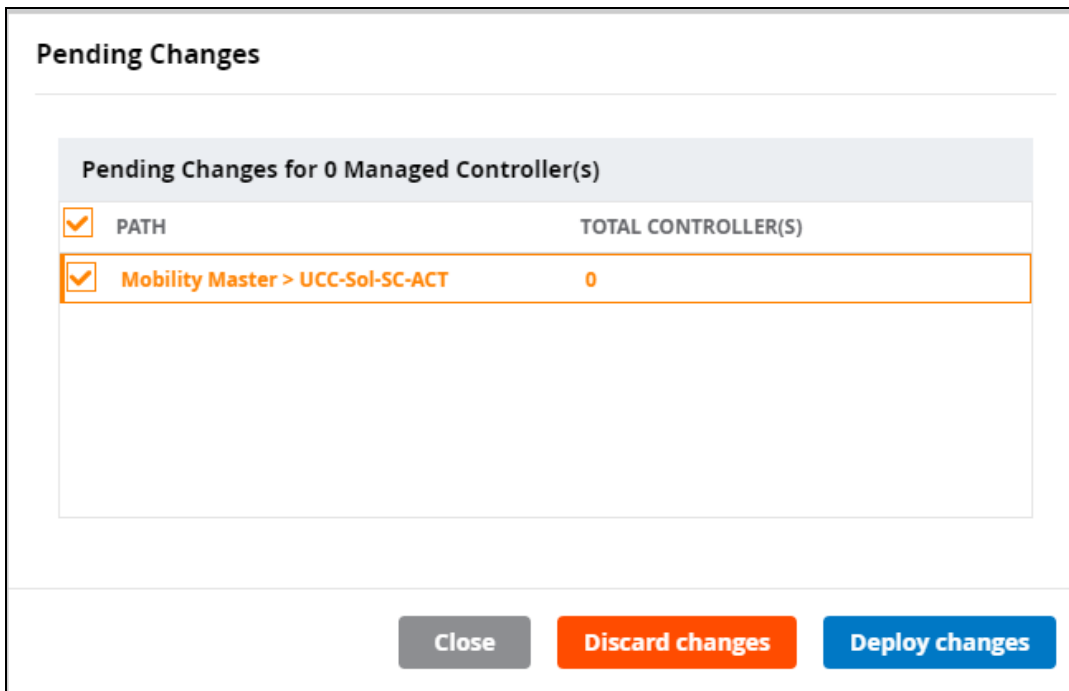 Pending Changes
Pending Changes for 0 Managed Controller(s)
PATH TOTAL CONTROLLER(S)
Mobility Master > UCC-Sol-SC-ACT 0
Close Discard changes Deploy changes